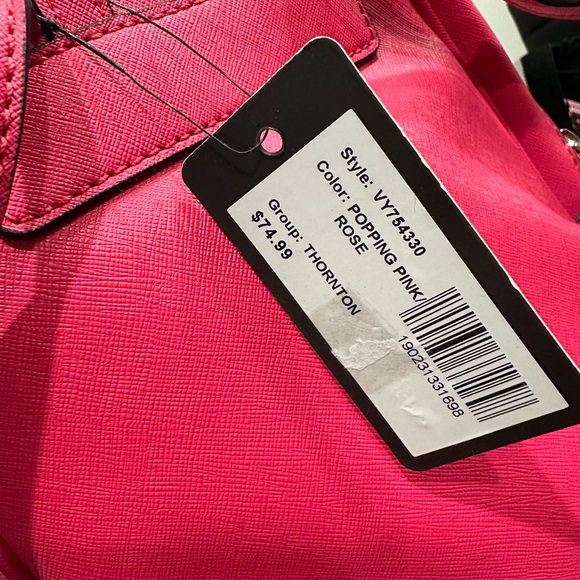 Style: VY754330
Color: POPPING PINK/
ROSE
$74.99
Group: THORNTON
190231331698